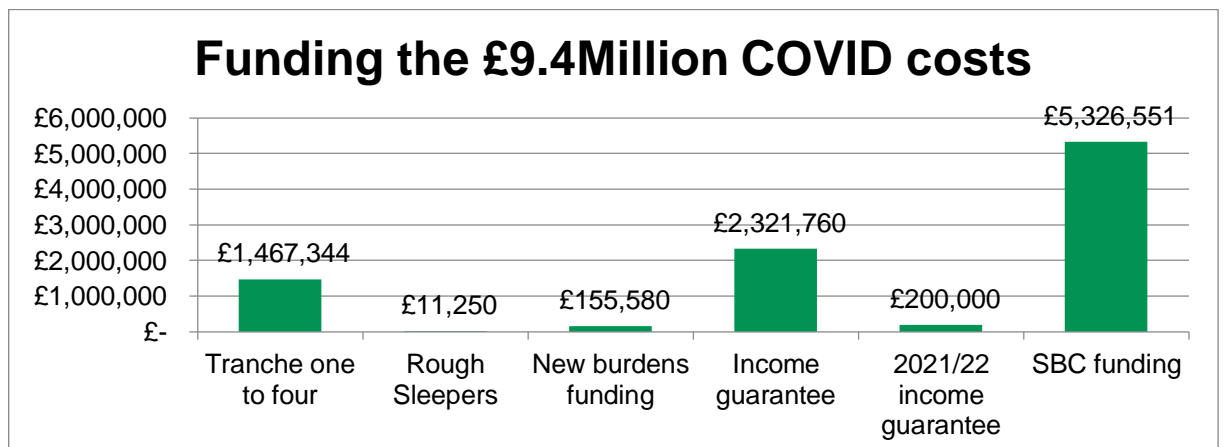 Funding the £9.4Million COVID costs
£6,000,000
£5,000,000
£4,000,000
£3,000,000
£2,000,000
£1,000,000
£-
£1,467,344
£11,250
£155,580
£2,321,760
£200,000
£5,326,551
Tranche one
to four
Rough
Sleepers
New burdens
funding
Income
guarantee
2021/22
income
guarantee
SBC funding